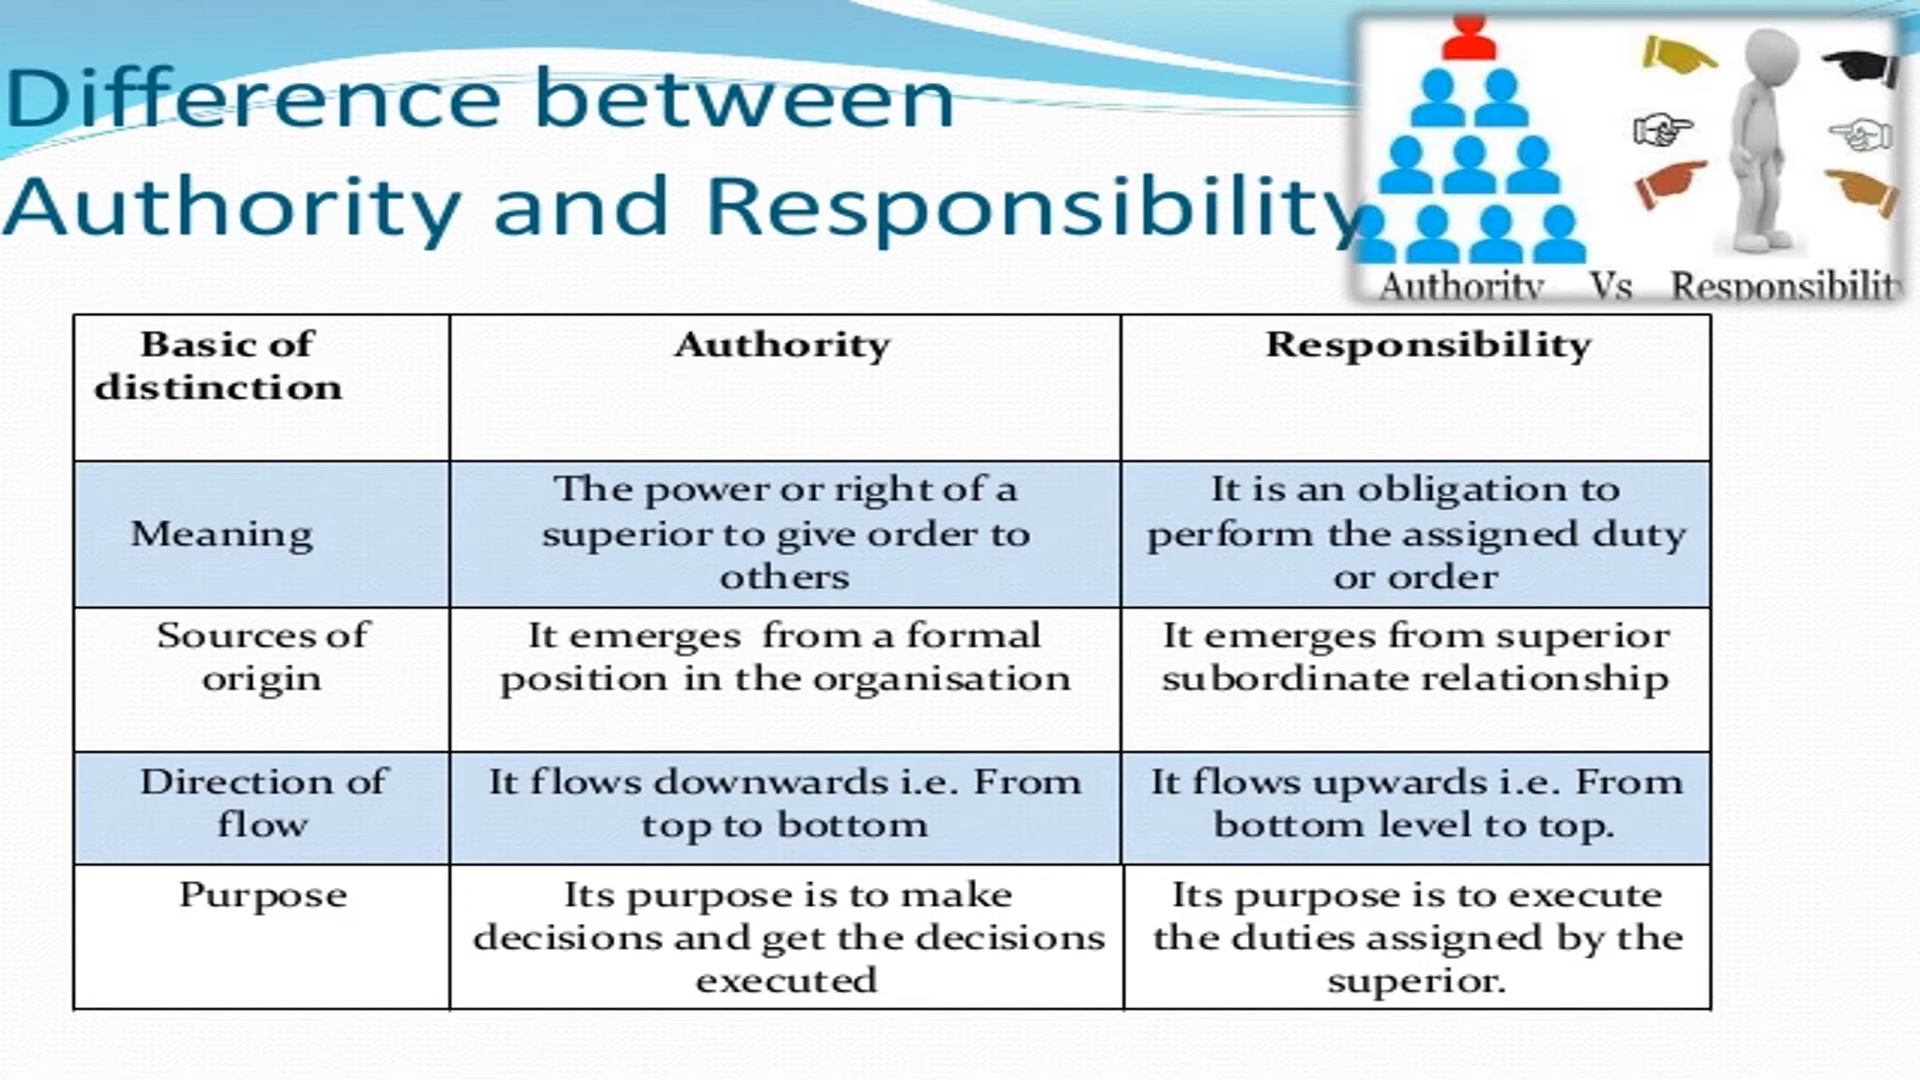 Difference between
Authority and Responsibility
Authority Vs Responsibilit
Basic of
distinction
Authority
Responsibility
Meaning
The power or right of a
superior to give order to
others
It is an obligation to
perform the assigned duty
or order
Sources of
origin
It emerges from a formal
position in the organisation
It emerges from superior
subordinate relationship
Direction of
flow
It flows downwards i.e. From
top to bottom
It flows upwards i.e. From
bottom level to top.
Purpose
Its purpose is to make
decisions and get the decisions
executed
Its purpose is to execute
the duties assigned by the
superior.